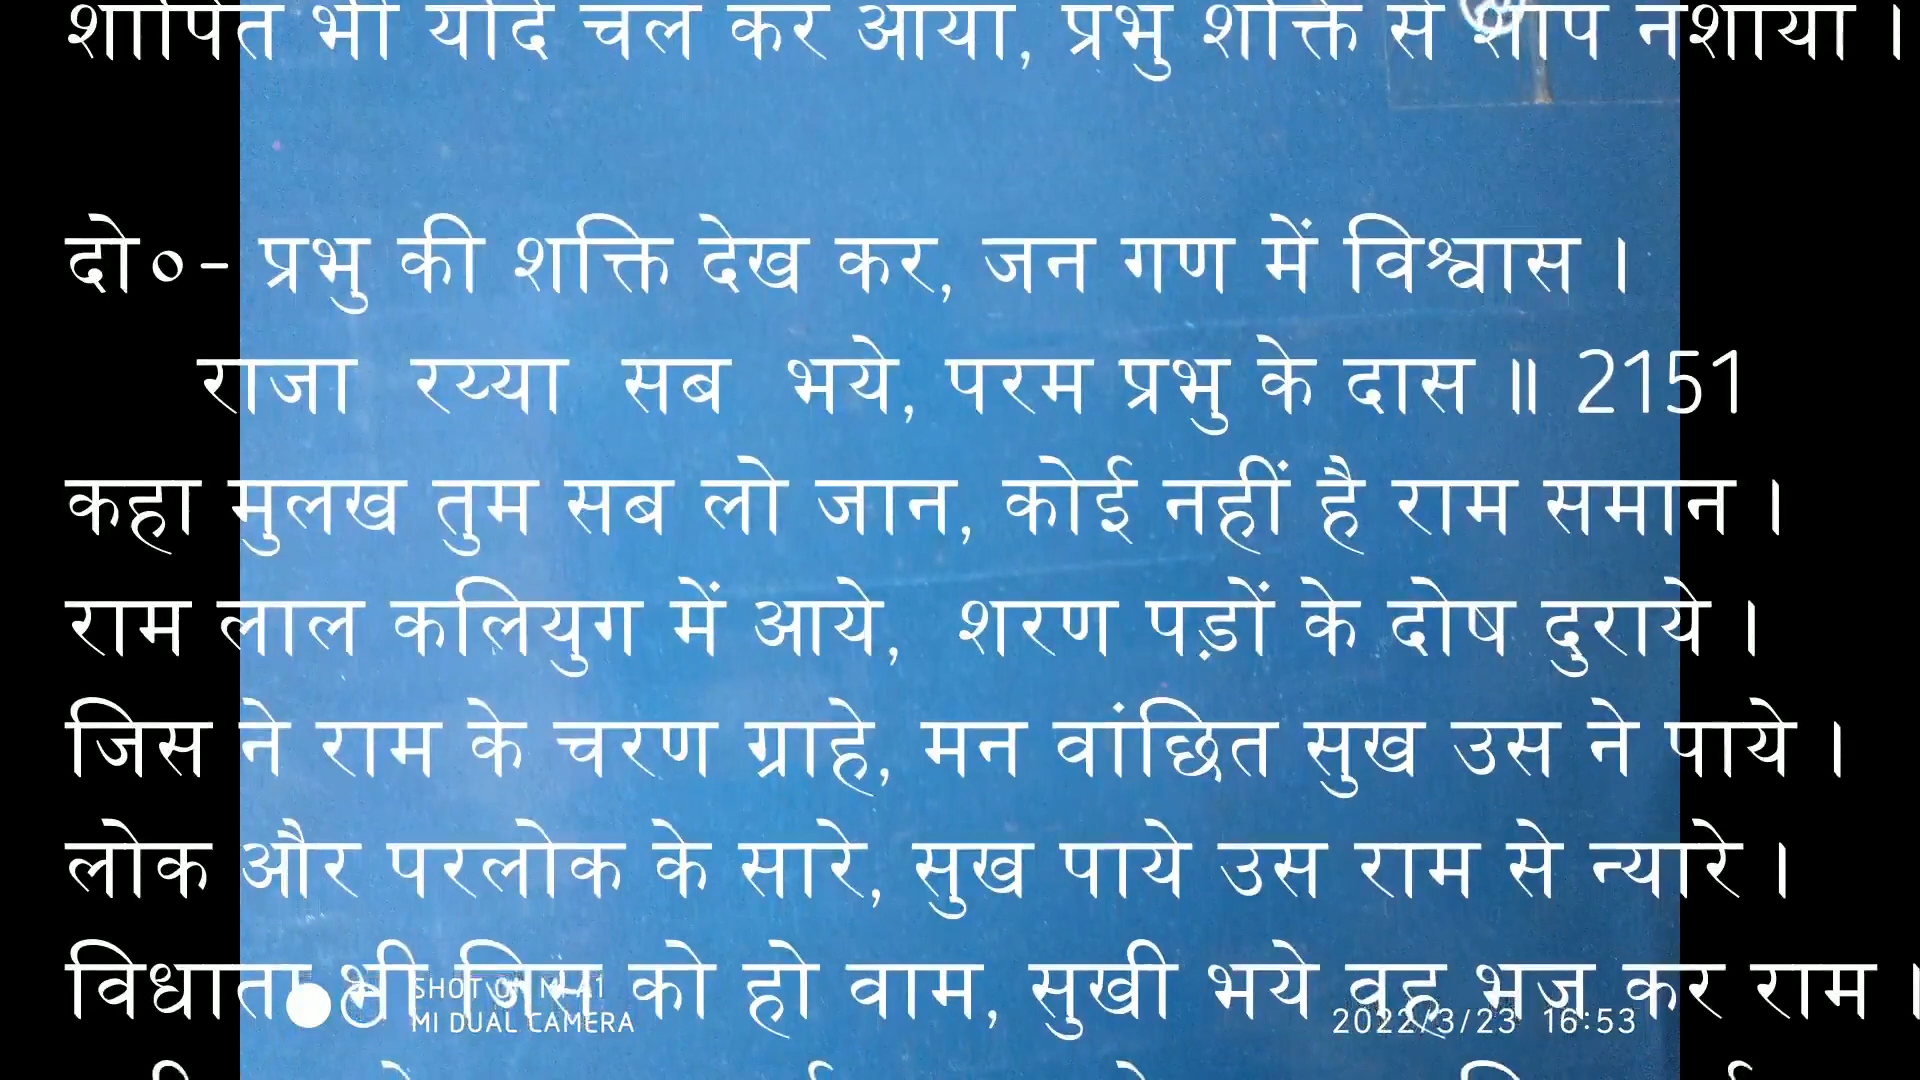 शापित भी यदि चल कर आया, प्रभु शक्ति से श्राप नशाया ।
दो०- प्रभु की शक्ति देख कर, जन गण में विश्वास ।
राजा रय्या सब भये, परम प्रभु के दास ॥ 2151
कहा मुलख तुम सब लो जान, कोई नहीं है राम समान ।
राम लाल कलियुग में आये, शरण पड़ों के दोष दुराये ।
जिस ने राम के चरण ग्राहे, मन वांछित सुख उस ने पाये ।
लोक और परलोक के सारे, सुख पाये उस राम से न्यारे ।
विधाता भी जिस को हो वाम, सुखी भये वह भज कर राम ।
SHOT ON MI A1
MI DUAL CAMERA
2022/3/23 16:53